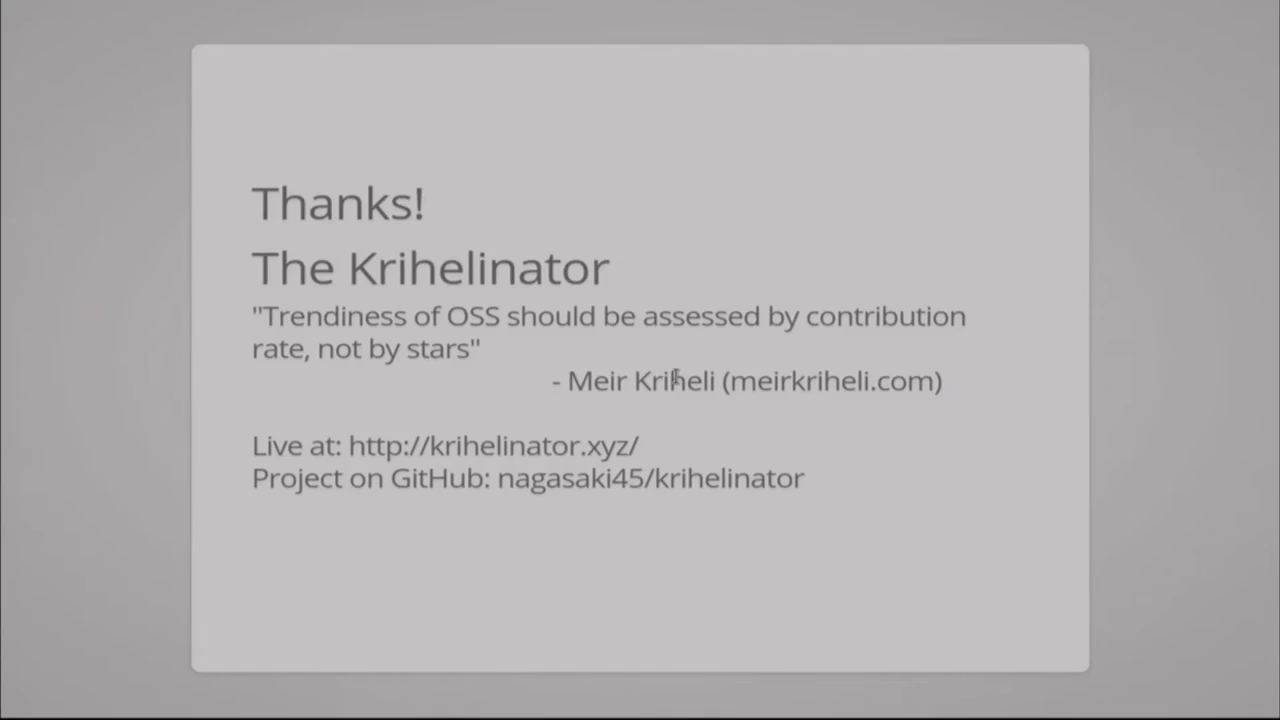 Thanks!
The Krihelinator
"Trendiness of OSS should be assessed by contribution
rate, not by stars"
- Meir Kriheli (meirkriheli.com)
Live at: http://krihelinator.xyz/
Project on GitHub: nagasaki45/krihelinator